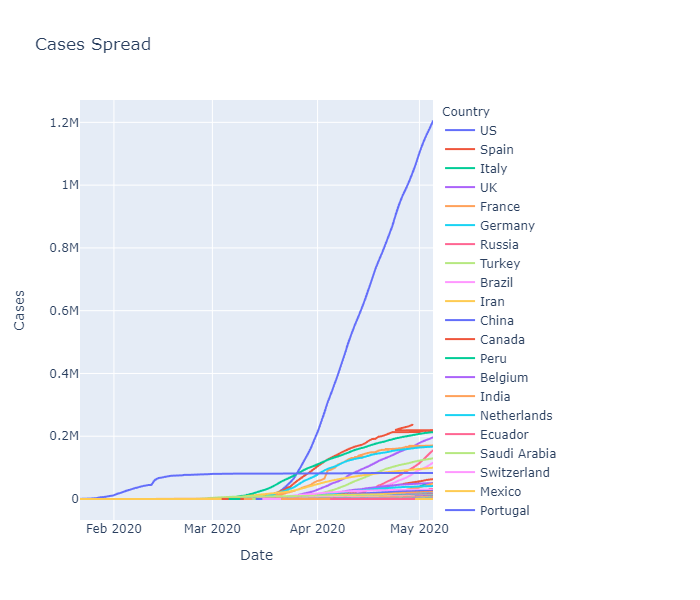 Cases Spread
Country
US
Spain
Italy
UK
France
Germany
Russia
Turkey
Brazil
Iran
China
Canada
Peru
Belgium
India
Netherlands
Ecuador
Saudi Arabia
Switzerland
Mexico
Portugal
1.2M
1M
0.8M
0.6M
0.4M
0.2M
0
Cases
Feb 2020
Mar 2020
Apr 2020
May 2020
Date